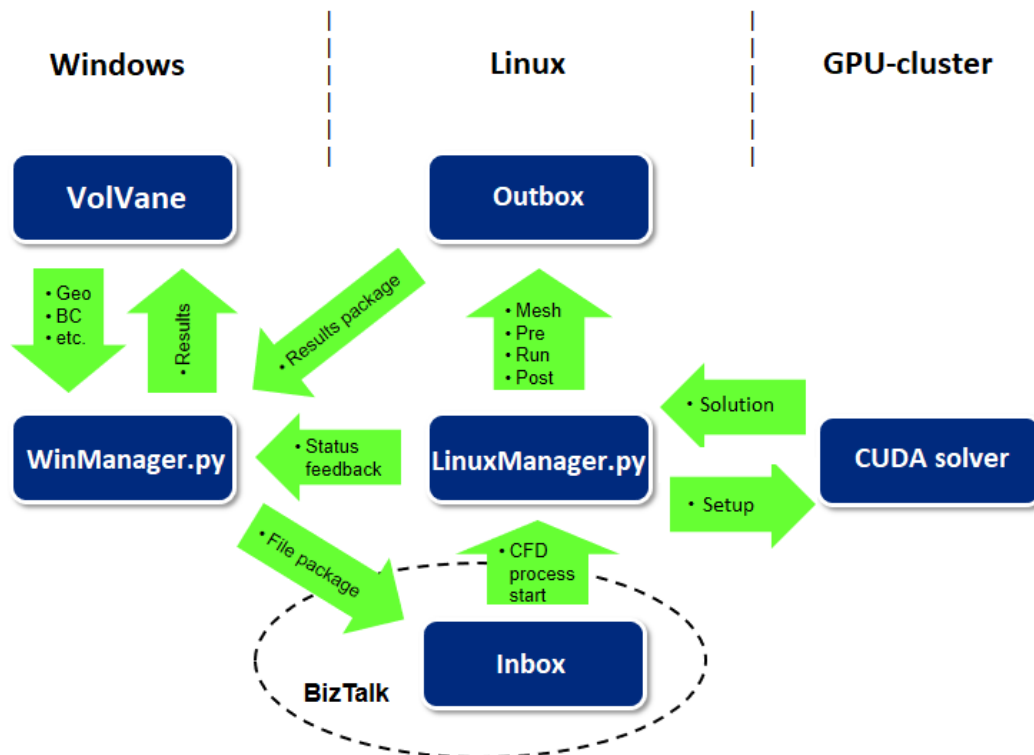 Windows
Linux
GPU-cluster
VolVane
Outbox
• Geo
• BC
• etc.
• Results
• Results package
• Mesh
• Pre
• Run
• Post
• Solution
WinManager.py
• Status
feedback
LinuxManager.py
CUDA solver
• Setup
• File package
• CFD
process
start
Inbox
BizTalk